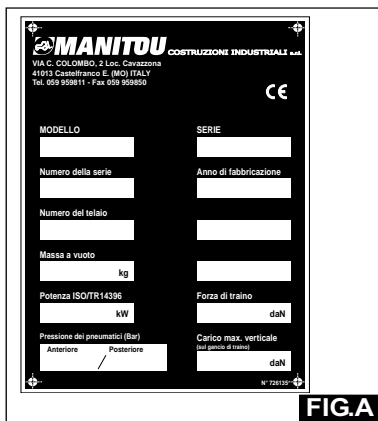 MANITOU COSTRUZIONI INDUSTRIALI s.r.l.
VIA C. COLOMBO, 2 Loc. Cavazzona
41013 Castelfranco E. (MO) ITALY
Tel. 059 959811 - Fax 059 959850
CE
MODELLO SERIE
Numero della serie Anno di fabbricazione
Numero del telaio
Massa a vuoto
kg
Potenza ISO/TR14396 Forza di traino
kW daN
Pressione dei pneumatici (Bar) Carico max. verticale
(sul gancio di traino)
Anteriore / Posteriore
daN
N° 726135
FIG.A